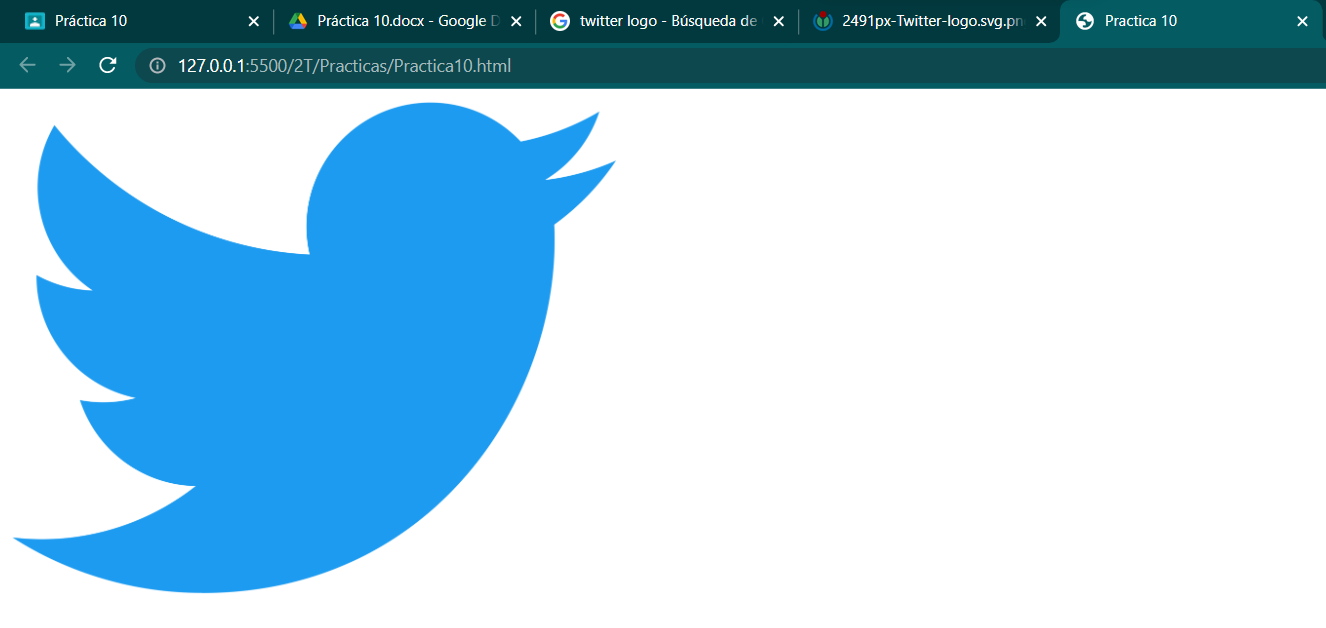 Práctica 10
Práctica 10.docx - Google D
twitter logo - Búsqueda de
2491px-Twitter-logo.svg.pn
Practica 10
127.0.0.1:5500/2T/Practicas/Practica10.html